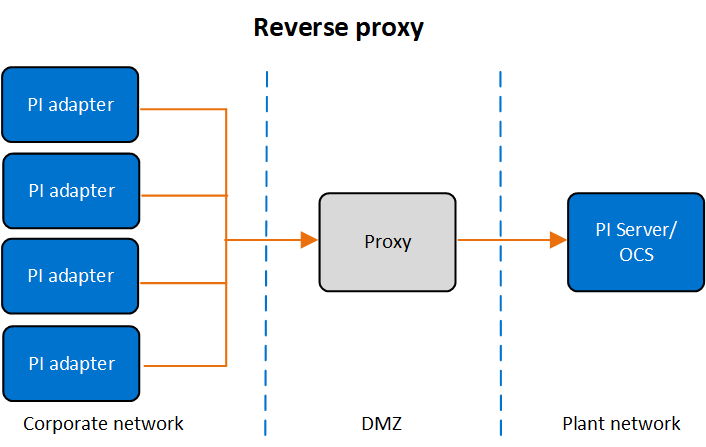 Reverse proxy
PI adapter
PI adapter
PI adapter
PI adapter
Proxy
PI Server/
OCS
Corporate network
DMZ
Plant network